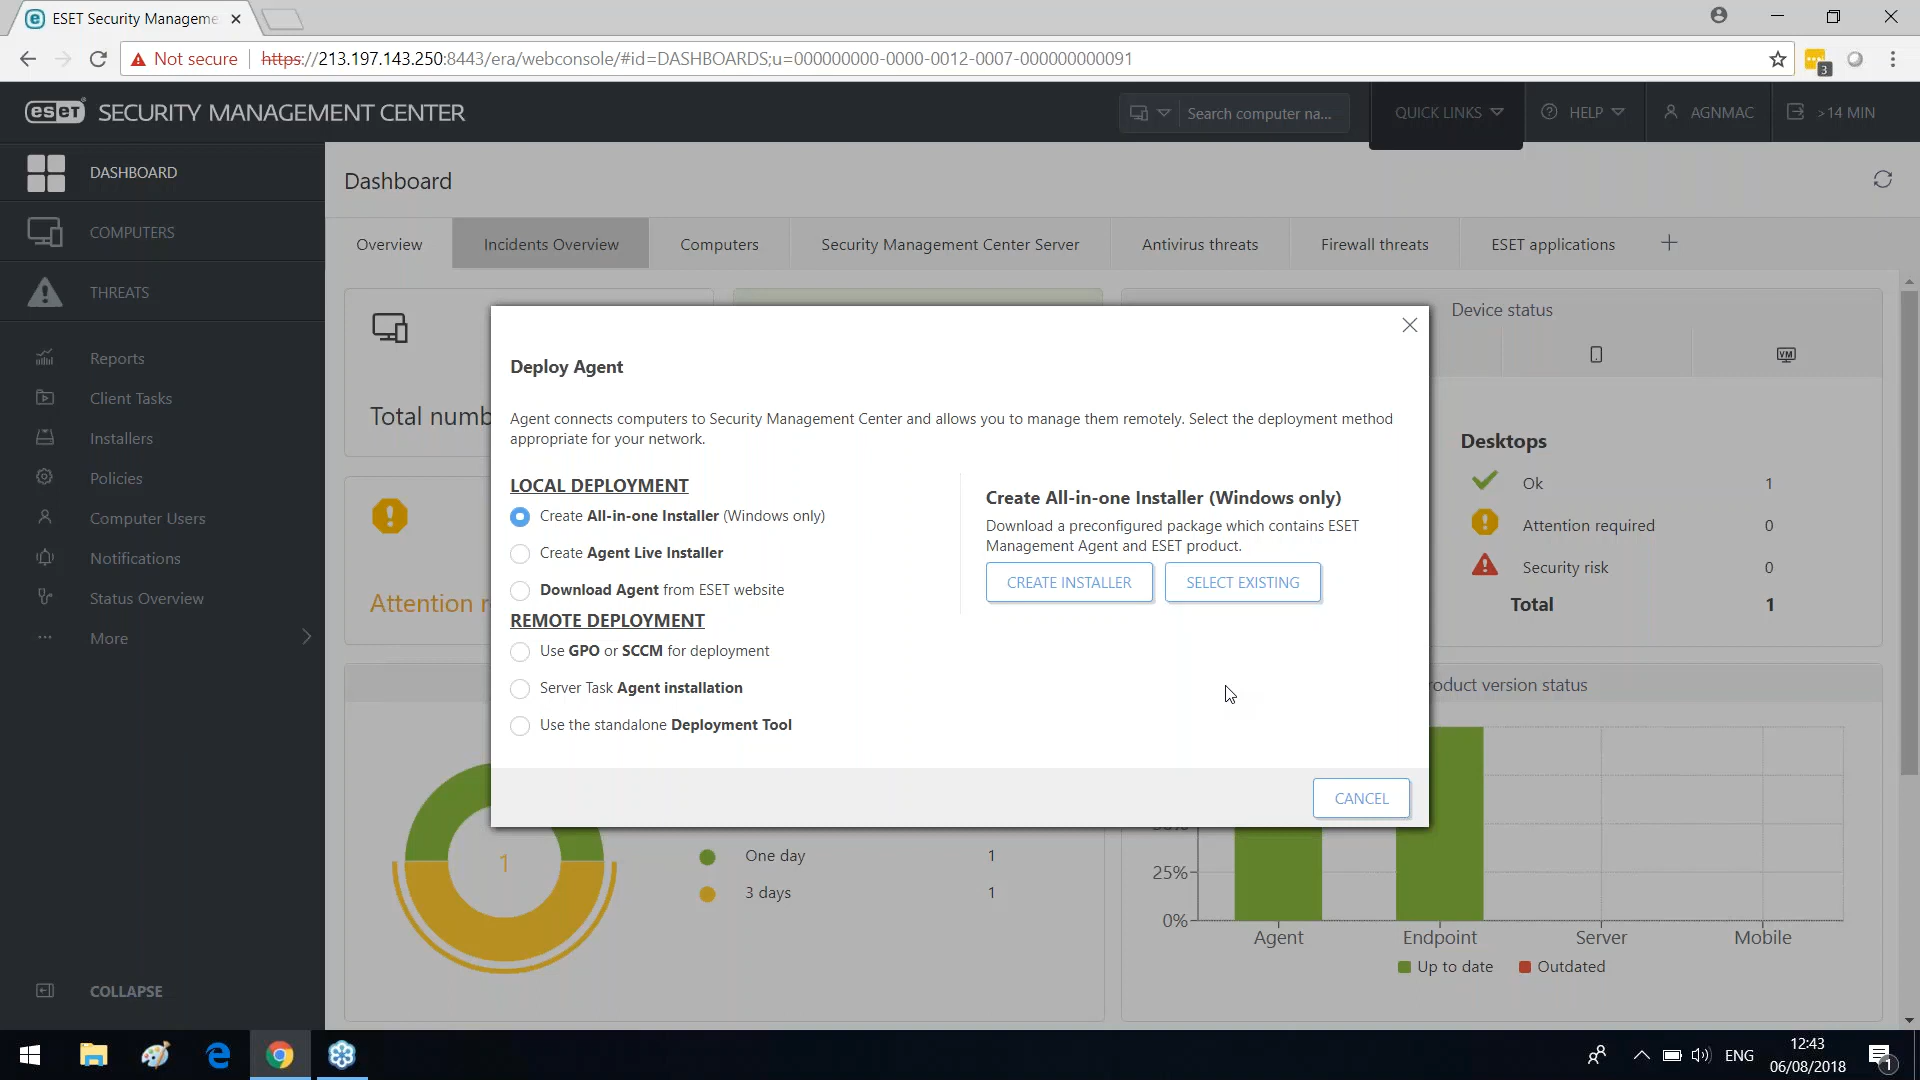 ESET Security Manageme
Not secure
https://213.197.143.250:8443/era/webconsole/#id=DASHBOARDS;u=000000000-0000-0012-0007-000000000091
3
eset SECURITY MANAGEMENT CENTER
Search computer na...
QUICK LINKS
HELP
AGNMAC
>14 MIN
DASHBOARD
COMPUTERS
THREATS
Reports
Client Tasks
Installers
Policies
Computer Users
Notifications
Status Overview
More
COLLAPSE
Dashboard
Overview
Incidents Overview
Computers
Security Management Center Server
Antivirus threats
Firewall threats
ESET applications
Total numb
Attention r
Device status
VM
Desktops
Ok 1
Attention required 0
Security risk 0
Total 1
Deploy Agent
Agent connects computers to Security Management Center and allows you to manage them remotely. Select the deployment method
appropriate for your network.
LOCAL DEPLOYMENT
Create All-in-one Installer (Windows only)
Create Agent Live Installer
Download Agent from ESET website
REMOTE DEPLOYMENT
Use GPO or SCCM for deployment
Server Task Agent installation
Use the standalone Deployment Tool
Create All-in-one Installer (Windows only)
Download a preconfigured package which contains ESET
Management Agent and ESET product.
CREATE INSTALLER
SELECT EXISTING
CANCEL
1
One day 1
3 days 1
roduct version status
25%
0%
Agent
Endpoint
Server
Mobile
Up to date
Outdated
ENG
12:43
06/08/2018
1